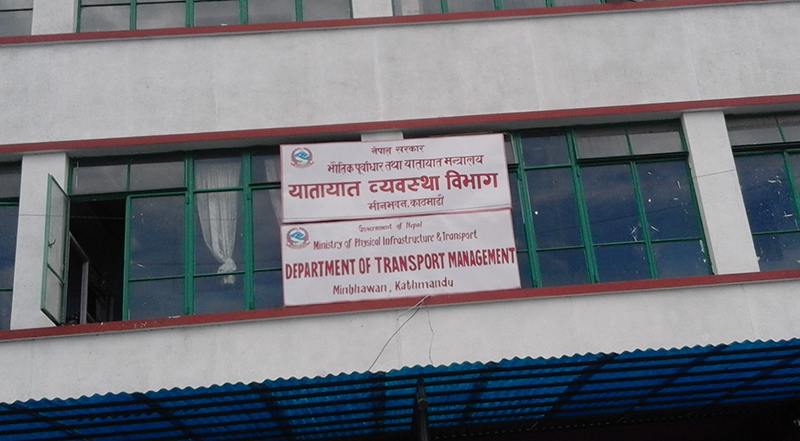 नेपाल सरकार
भौतिक पूर्वाधार तथा यातायात मन्त्रालय
यातायात व्यवस्था विभाग
मीनभवन, काठमाडौं
Government of Nepal
Ministry of Physical Infrastructure & Transport
DEPARTMENT OF TRANSPORT MANAGEMENT
Minbhawan, Kathmandu